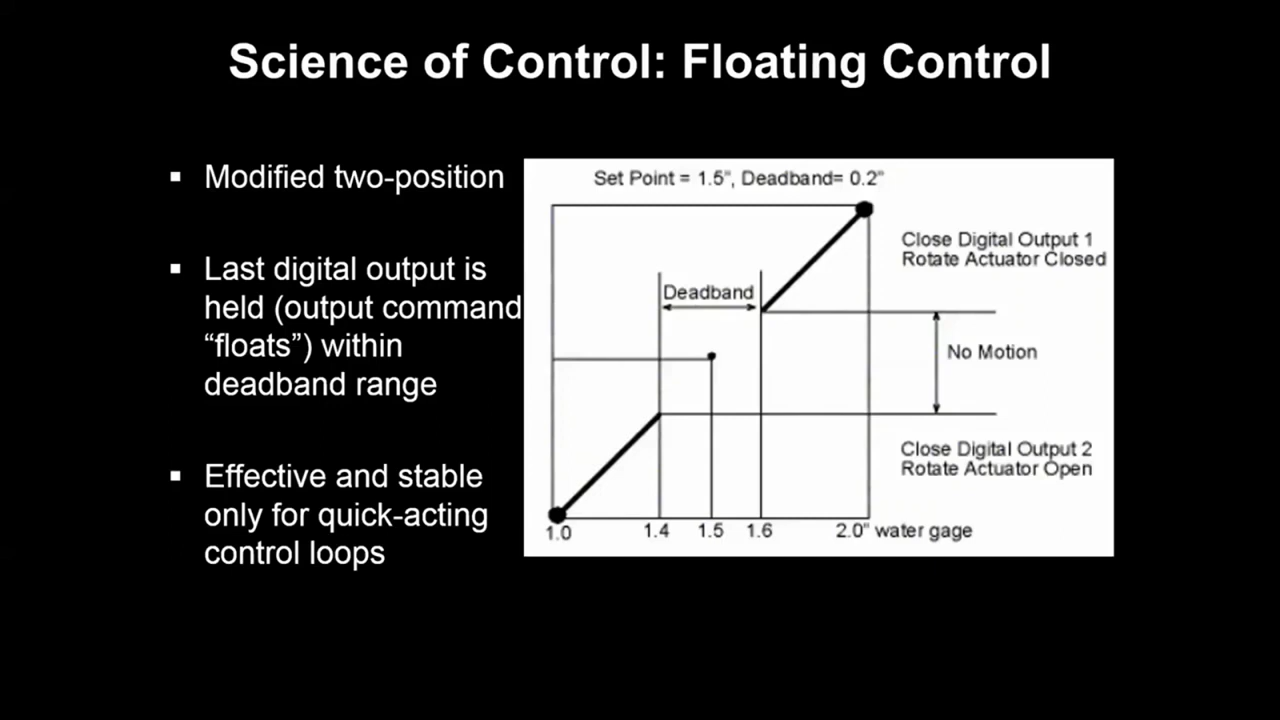 Science of Control: Floating Control
▪ Modified two-position
▪ Last digital output is
held (output command
“floats”) within
deadband range
▪ Effective and stable
only for quick-acting
control loops
Set Point = 1.5", Deadband= 0.2"
Close Digital Output 1
Rotate Actuator Closed
Deadband
No Motion
Close Digital Output 2
Rotate Actuator Open
1.0 1.4 1.5 1.6 2.0" water gage